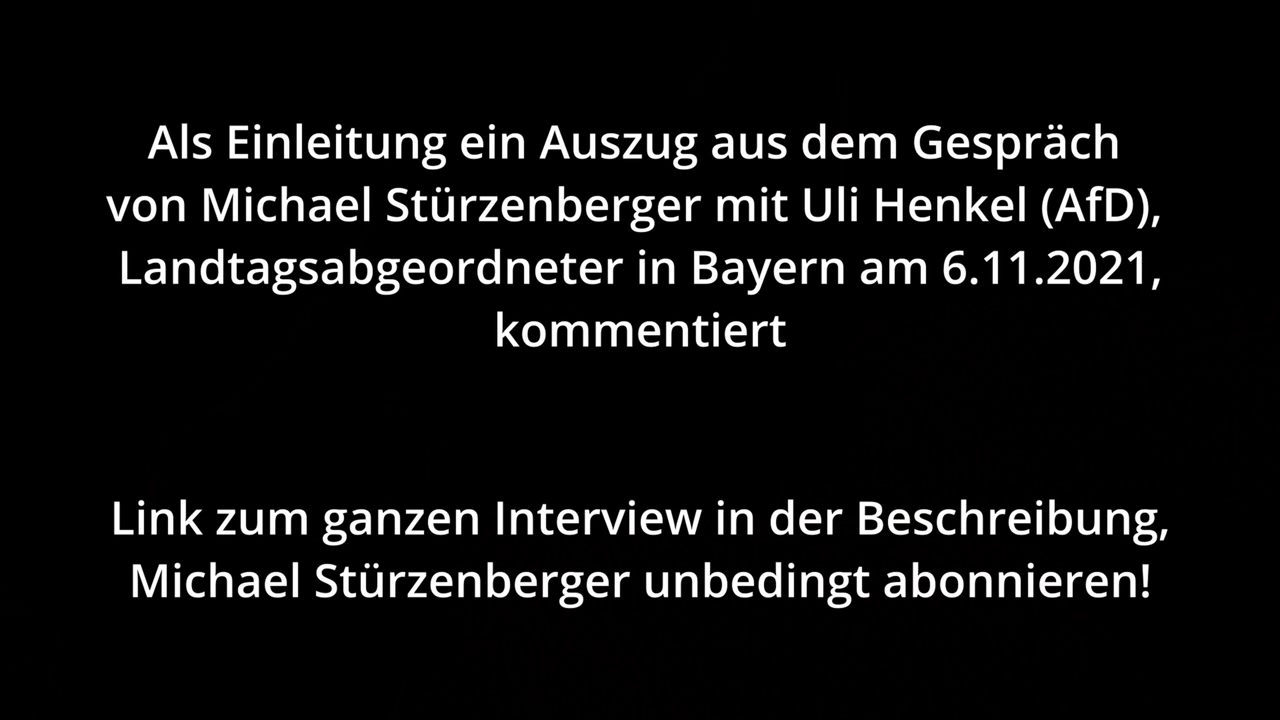 Als Einleitung ein Auszug aus dem Gespräch
von Michael Stürzenberger mit Uli Henkel (AfD),
Landtagsabgeordneter in Bayern am 6.11.2021,
kommentiert
Link zum ganzen Interview in der Beschreibung,
Michael Stürzenberger unbedingt abonnieren!